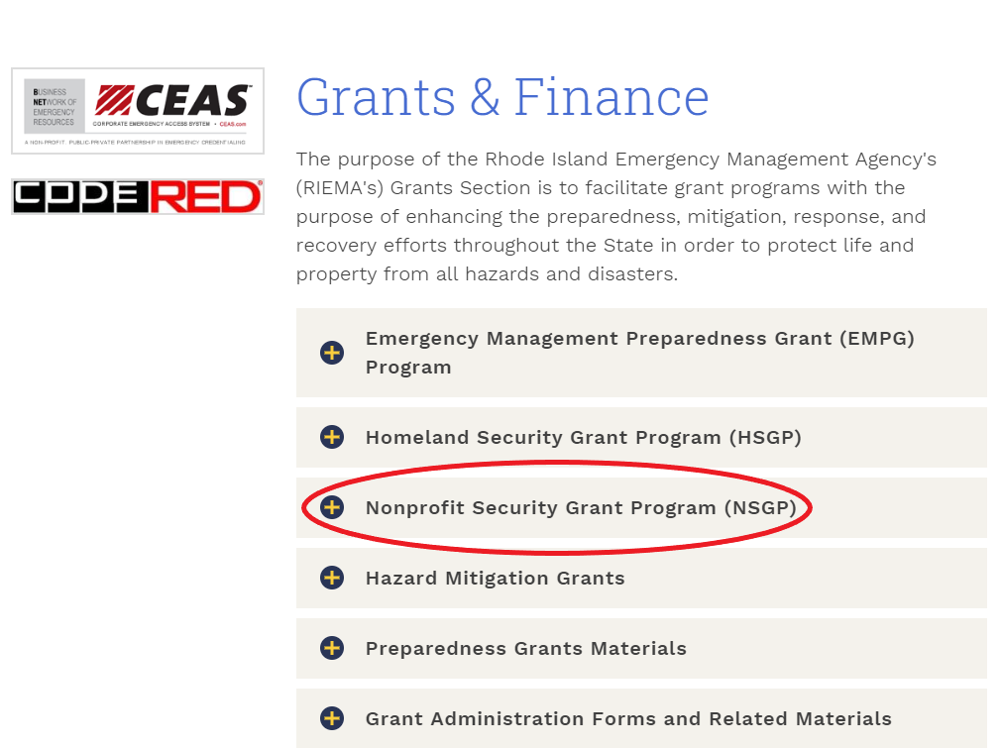 BUSINESS
NETWORK OF
EMERGENCY
RESOURCES
CEAS™
CORPORATE EMERGENCY ACCESS SYSTEM • CEAS.com
A NON-PROFIT, PUBLIC-PRIVATE PARTNERSHIP IN EMERGENCY CREDENTIALING
CODE RED®
Grants & Finance
The purpose of the Rhode Island Emergency Management Agency's
(RIEMA's) Grants Section is to facilitate grant programs with the
purpose of enhancing the preparedness, mitigation, response, and
recovery efforts throughout the State in order to protect life and
property from all hazards and disasters.
Emergency Management Preparedness Grant (EMPG)
Program
Homeland Security Grant Program (HSGP)
Nonprofit Security Grant Program (NSGP)
Hazard Mitigation Grants
Preparedness Grants Materials
Grant Administration Forms and Related Materials